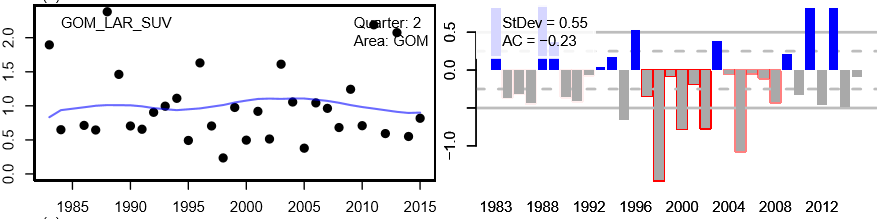 GOM_LAR_SUV
Quarter: 2
Area: GOM
0.0 0.5 1.0 1.5 2.0
1985 1990 1995 2000 2005 2010 2015
StDev = 0.55
AC = −0.23
−1.0 0.0 0.5
1983 1988 1992 1996 2000 2004 2008 2012